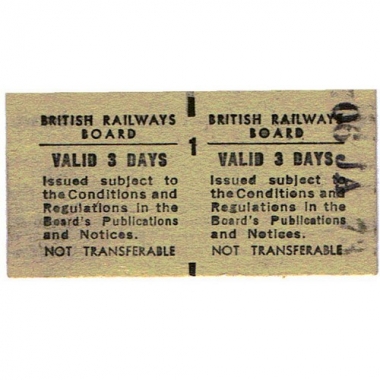 BRITISH RAILWAYS
BOARD
VALID 3 DAYS
Issued subject to
the Conditions and
Regulations in the
Board's Publications
and Notices.
NOT TRANSFERABLE
1
BRITISH RAILWAYS
BOARD
VALID 3 DAYS
Issued subject to
the Conditions and
Regulations in the
Board's Publications
and Notices.
NOT TRANSFERABLE
06 JA